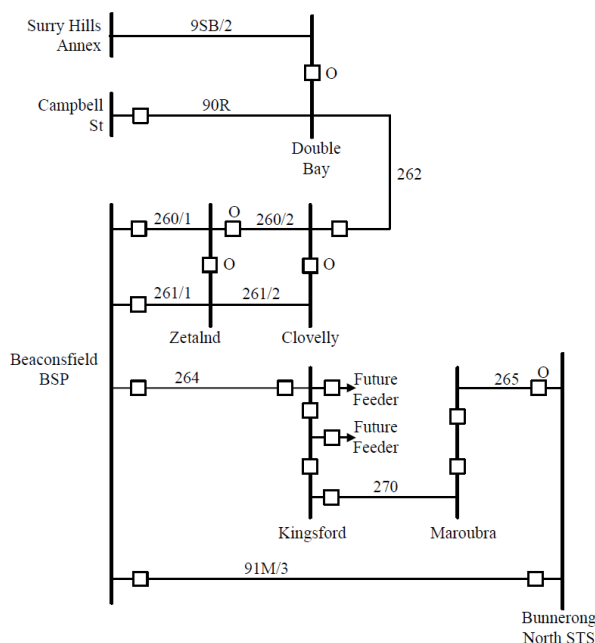 Surry Hills
Annex
9SB/2
O
Campbell
St
90R
Double
Bay
262
260/1
O
260/2
O
O
261/1
261/2
Zetalnd
Clovelly
Beaconsfield
BSP
264
Future
Feeder
265
O
Future
Feeder
270
Kingsford
Maroubra
91M/3
Bunnerong
North STS